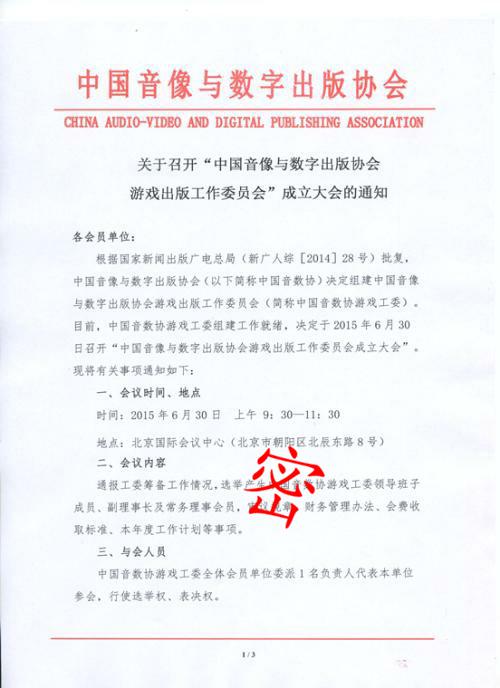 中国音像与数字出版协会
CHINA AUDIO-VIDEO AND DIGITAL PUBLISHING ASSOCIATION
关于召开“中国音像与数字出版协会
游戏出版工作委员会”成立大会的通知
各会员单位：
根据国家新闻出版广电总局（新广人综［2014］28号）批复，
中国音像与数字出版协会（以下简称中国音数协）决定组建中国音像
与数字出版协会游戏出版工作委员会（简称中国音数协游戏工委）。
目前，中国音数协游戏工委组建工作就绪，决定于2015年6月30
日召开“中国音像与数字出版协会游戏出版工作委员会成立大会”。
现将有关事项通知如下：
一、会议时间、地点
时间：2015年6月30日 上午 9：30—11：30
地点：北京国际会议中心（北京市朝阳区北辰东路8号）
二、会议内容
通报工委筹备工作情况，选举产生中国音数协游戏工委领导班子
成员、副理事长及常务理事会员，规章、财务管理办法、会费收
取标准、本年度工作计划等事项。
密
三、与会人员
中国音数协游戏工委全体会员单位委派1名负责人代表本单位
参会，行使选举权、表决权。
1 / 3